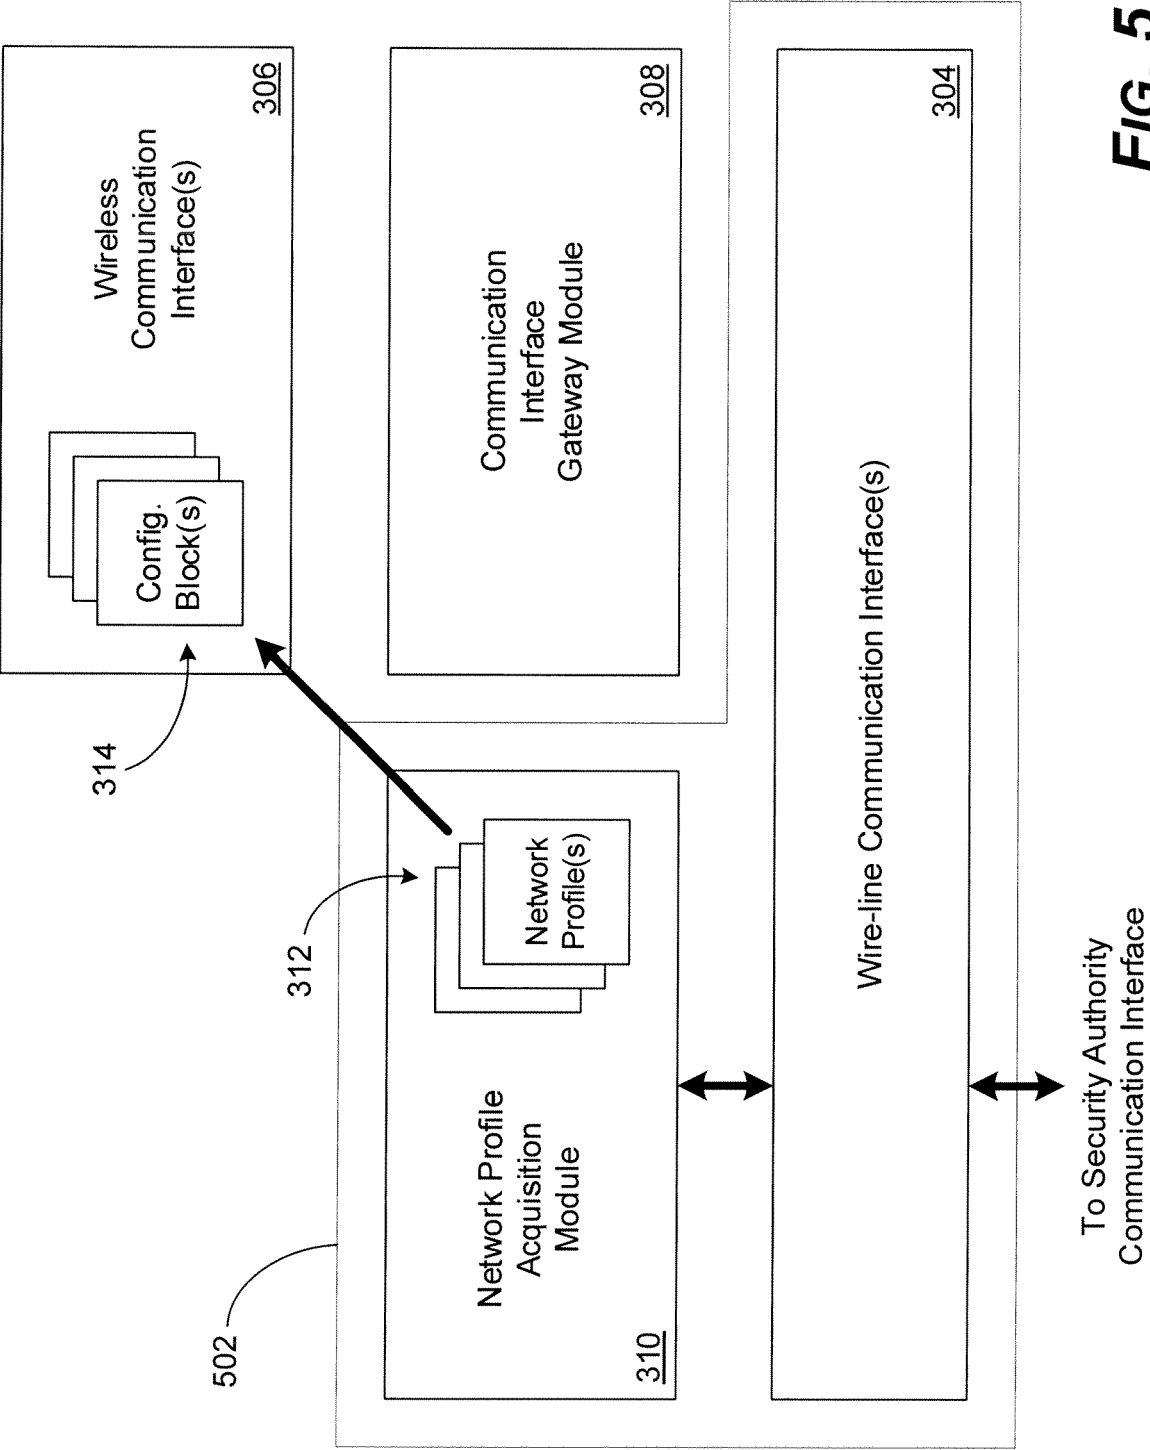 Wireless
Communication
Interface(s)
306
Config.
Block(s)
314
Communication
Interface
Gateway Module
308
312
Network
Profile(s)
Network Profile
Acquisition
Module
310
502
Wire-line Communication Interface(s)
304
To Security Authority
Communication Interface
FIG. 5